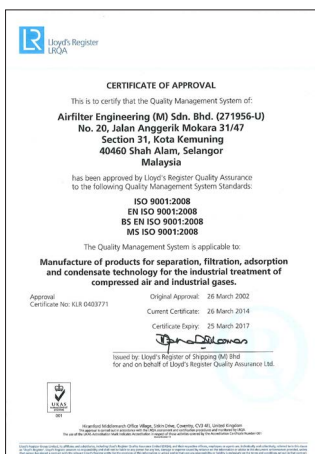 Lloyd's Register
LRQA
CERTIFICATE OF APPROVAL
This is to certify that the Quality Management System of:
Airfilter Engineering (M) Sdn. Bhd. (271956-U)
No. 20, Jalan Anggerik Mokara 31/47
Section 31, Kota Kemuning
40460 Shah Alam, Selangor
Malaysia
has been approved by Lloyd's Register Quality Assurance
to the following Quality Management System Standards:
ISO 9001:2008
EN ISO 9001:2008
BS EN ISO 9001:2008
MS ISO 9001:2008
The Quality Management System is applicable to:
Manufacture of products for separation, filtration, adsorption
and condensate technology for the industrial treatment of
compressed air and industrial gases.
Approval
Certificate No: KLR 0403771
Original Approval: 26 March 2002
Current Certificate: 26 March 2014
Certificate Expiry: 25 March 2017
Issued by: Lloyd's Register of Shipping (M) Bhd
for and on behalf of Lloyd's Register Quality Assurance Ltd.
UKAS
001